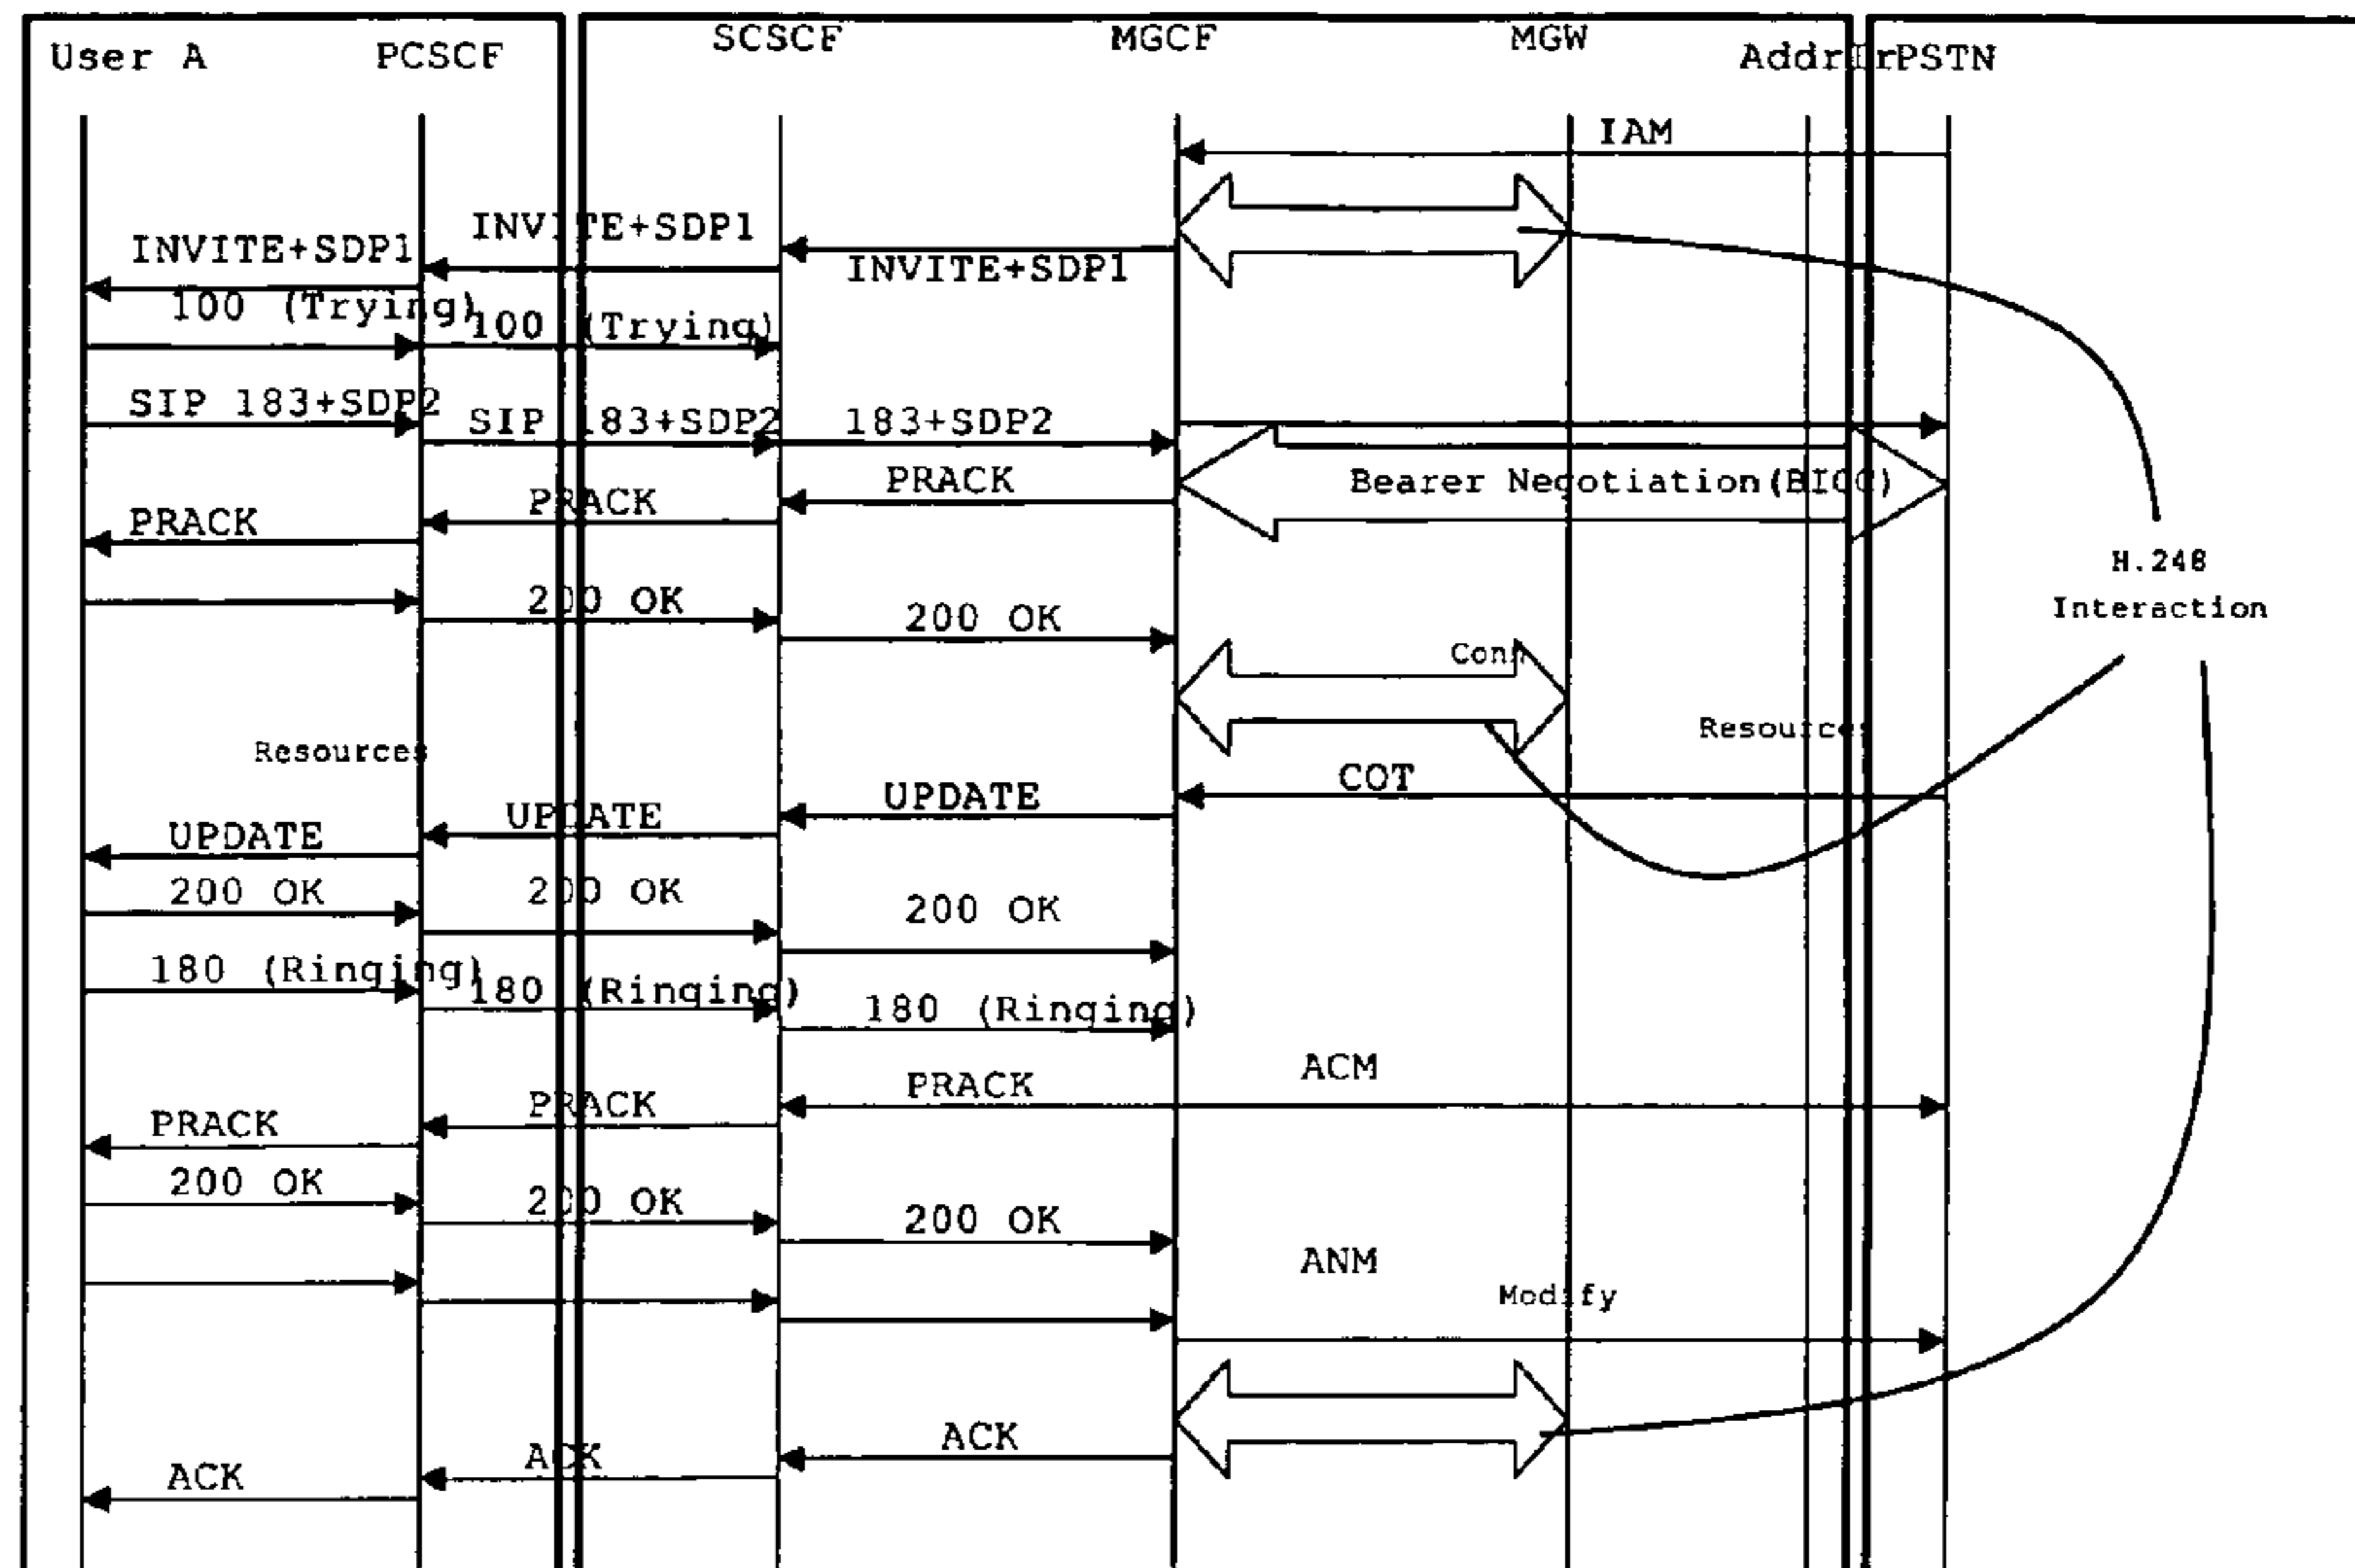 User A
PCSCF
SCSCF
MGCF
MGW
PSTN
IAM
INVITE+SDP1
INVITE+SDP1
INVITE+SDP1
100 (Trying)
100 (Trying)
SIP 183+SDP2
SIP 183+SDP2
183+SDP2
Bearer Negotiation(BICC)
PRACK
PRACK
PRACK
H.248
Interaction
200 OK
200 OK
Conn
Resources
Resources
COT
UPDATE
UPDATE
UPDATE
200 OK
200 OK
200 OK
180 (Ringing)
180 (Ringing)
180 (Ringing)
ACM
PRACK
PRACK
PRACK
200 OK
200 OK
200 OK
ANM
Modify
ACK
ACK
ACK